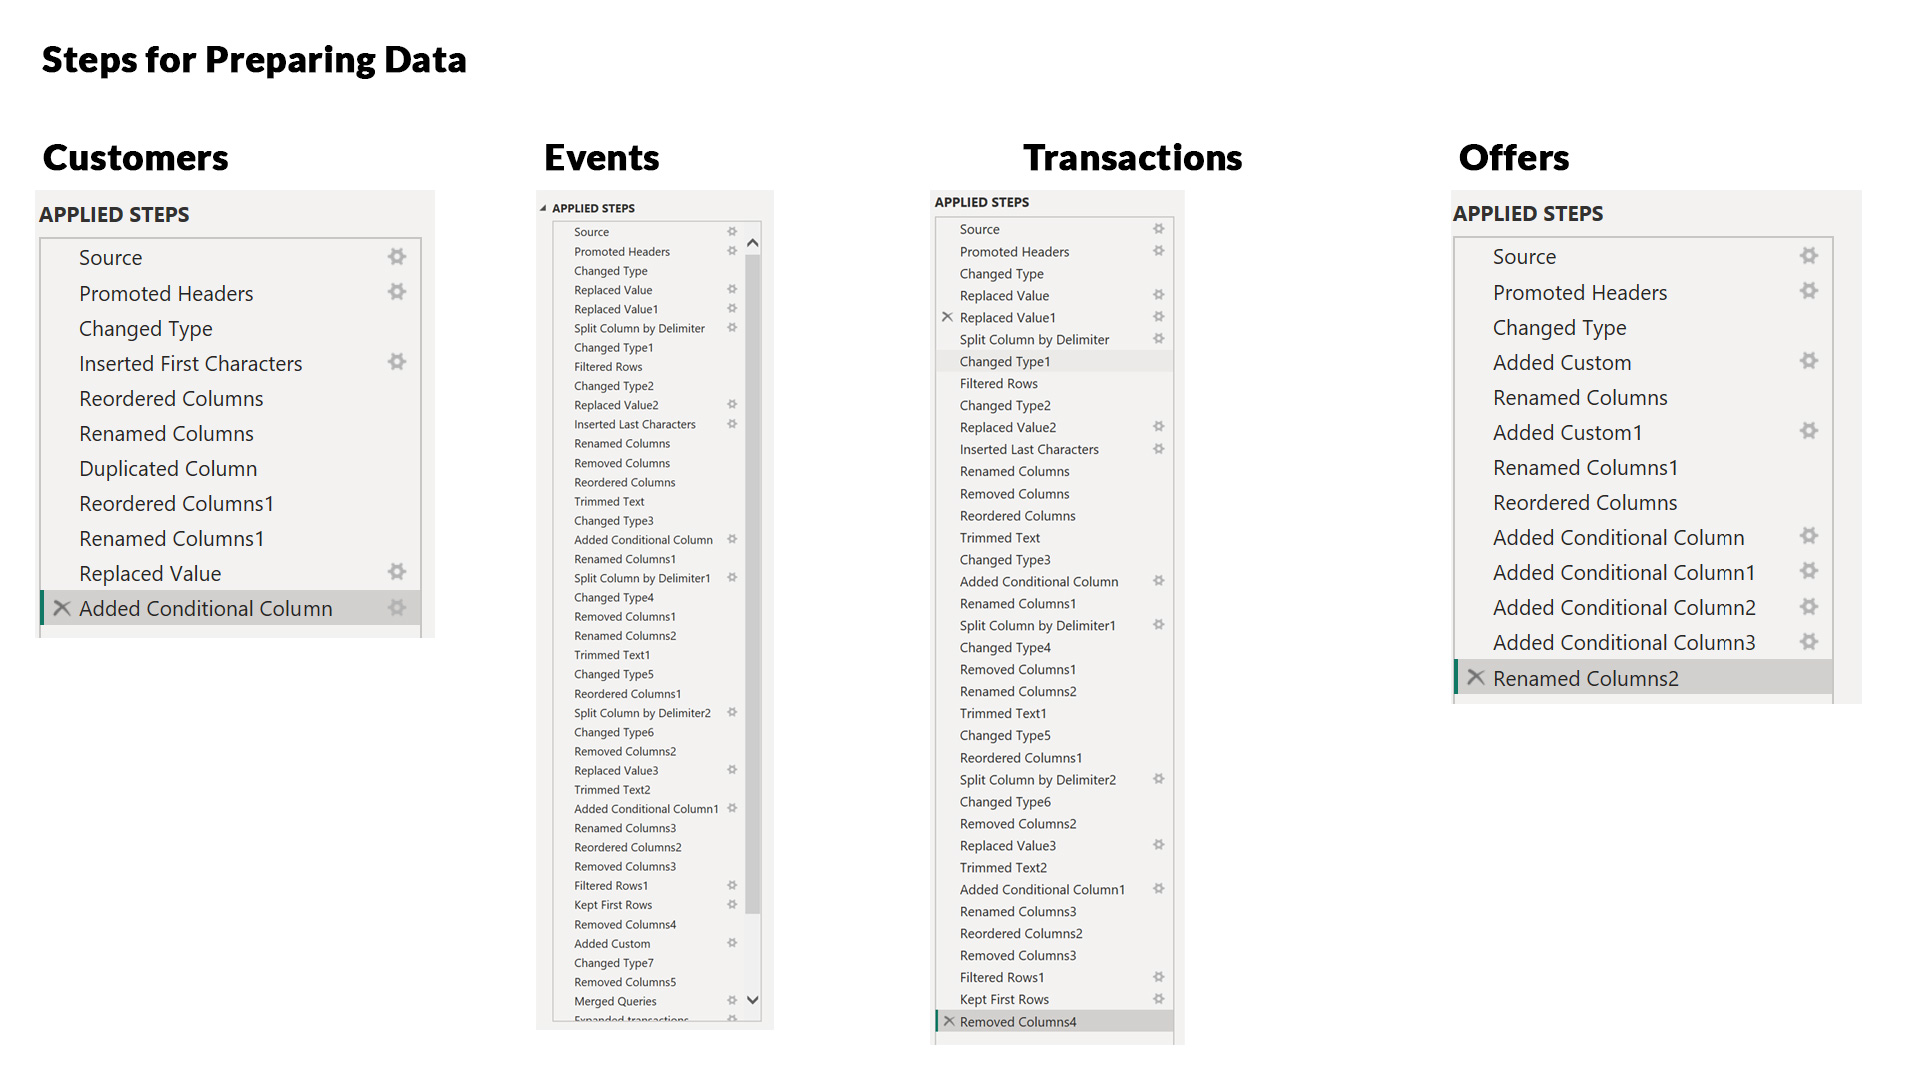 Steps for Preparing Data
Customers
APPLIED STEPS
Source
Promoted Headers
Changed Type
Inserted First Characters
Reordered Columns
Renamed Columns
Duplicated Column
Reordered Columns1
Renamed Columns1
Replaced Value
Added Conditional Column
Events
APPLIED STEPS
Source
Promoted Headers
Changed Type
Replaced Value
Replaced Value1
Split Column by Delimiter
Changed Type1
Filtered Rows
Changed Type2
Replaced Value2
Inserted Last Characters
Renamed Columns
Removed Columns
Reordered Columns
Trimmed Text
Changed Type3
Added Conditional Column
Renamed Columns1
Split Column by Delimiter1
Changed Type4
Removed Columns1
Renamed Columns2
Trimmed Text1
Changed Type5
Reordered Columns1
Split Column by Delimiter2
Changed Type6
Removed Columns2
Replaced Value3
Trimmed Text2
Added Conditional Column1
Renamed Columns3
Reordered Columns2
Removed Columns3
Filtered Rows1
Kept First Rows
Removed Columns4
Added Custom
Changed Type7
Removed Columns5
Merged Queries
Expanded transactions
Transactions
APPLIED STEPS
Source
Promoted Headers
Changed Type
Replaced Value
Replaced Value1
Split Column by Delimiter
Changed Type1
Filtered Rows
Changed Type2
Replaced Value2
Inserted Last Characters
Renamed Columns
Removed Columns
Reordered Columns
Trimmed Text
Changed Type3
Added Conditional Column
Renamed Columns1
Split Column by Delimiter1
Changed Type4
Removed Columns1
Renamed Columns2
Trimmed Text1
Changed Type5
Reordered Columns1
Split Column by Delimiter2
Changed Type6
Removed Columns2
Replaced Value3
Trimmed Text2
Added Conditional Column1
Renamed Columns3
Reordered Columns2
Removed Columns3
Filtered Rows1
Kept First Rows
Removed Columns4
Offers
APPLIED STEPS
Source
Promoted Headers
Changed Type
Added Custom
Renamed Columns
Added Custom1
Renamed Columns1
Reordered Columns
Added Conditional Column
Added Conditional Column1
Added Conditional Column2
Added Conditional Column3
Renamed Columns2